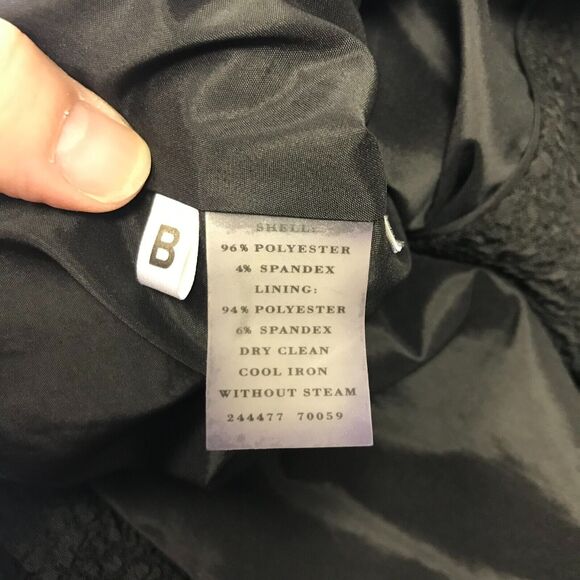 B
SHELL:
96% POLYESTER
4% SPANDEX
LINING:
94% POLYESTER
6% SPANDEX
DRY CLEAN
COOL IRON
WITHOUT STEAM
244477 70059